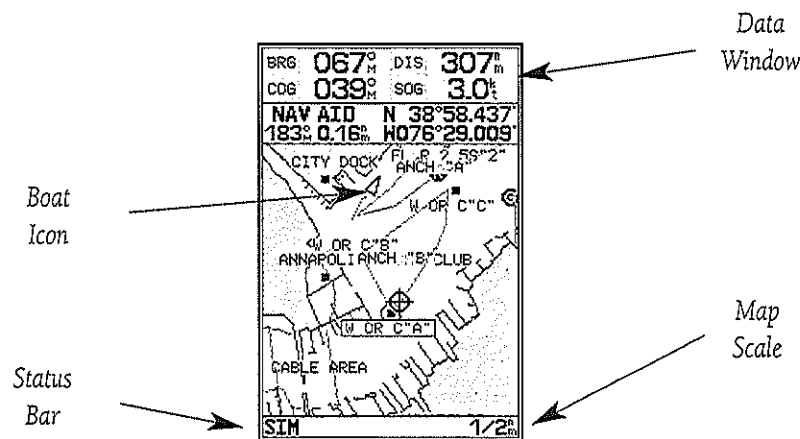 Data
Window
BRG 067°M DIS 307nm
COG 039°M SOG 3.0kt
NAV AID N 38°58.437'
183°M 0.16nm W076°29.009'
CITY DOCK
ANCH "A"
W OR C"C"
Boat
Icon
W OR C"B"
ANNAPOLI ANCH "B" CLUB
W OR C"A"
Map
Scale
CABLE AREA
Status
Bar
SIM 1/2nm